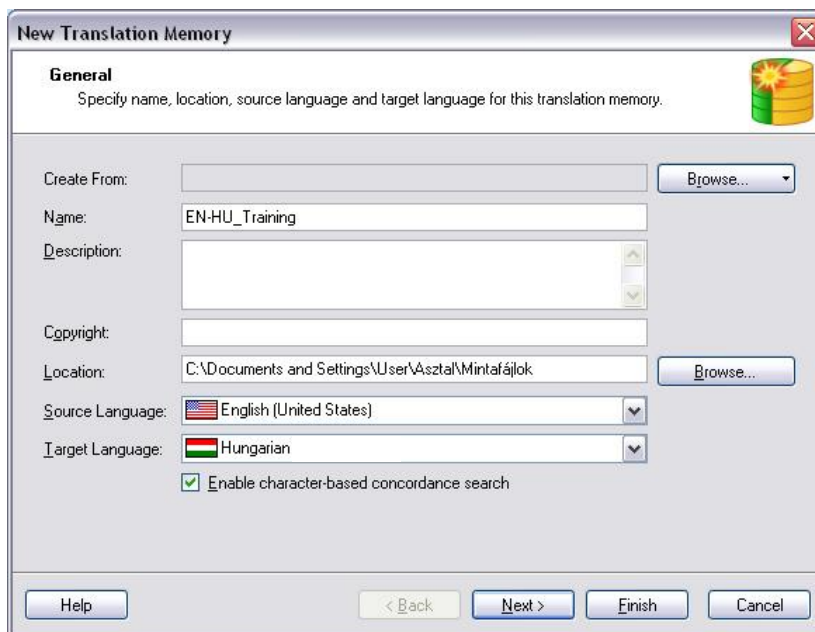 New Translation Memory
General
Specify name, location, source language and target language for this translation memory.
Create From: Browse...
Name: EN-HU_Training
Description:
Copyright:
Location: C:\Documents and Settings\User\Asztal\Mintafájlok Browse...
Source Language: English (United States)
Target Language: Hungarian
Enable character-based concordance search
Help < Back Next > Finish Cancel